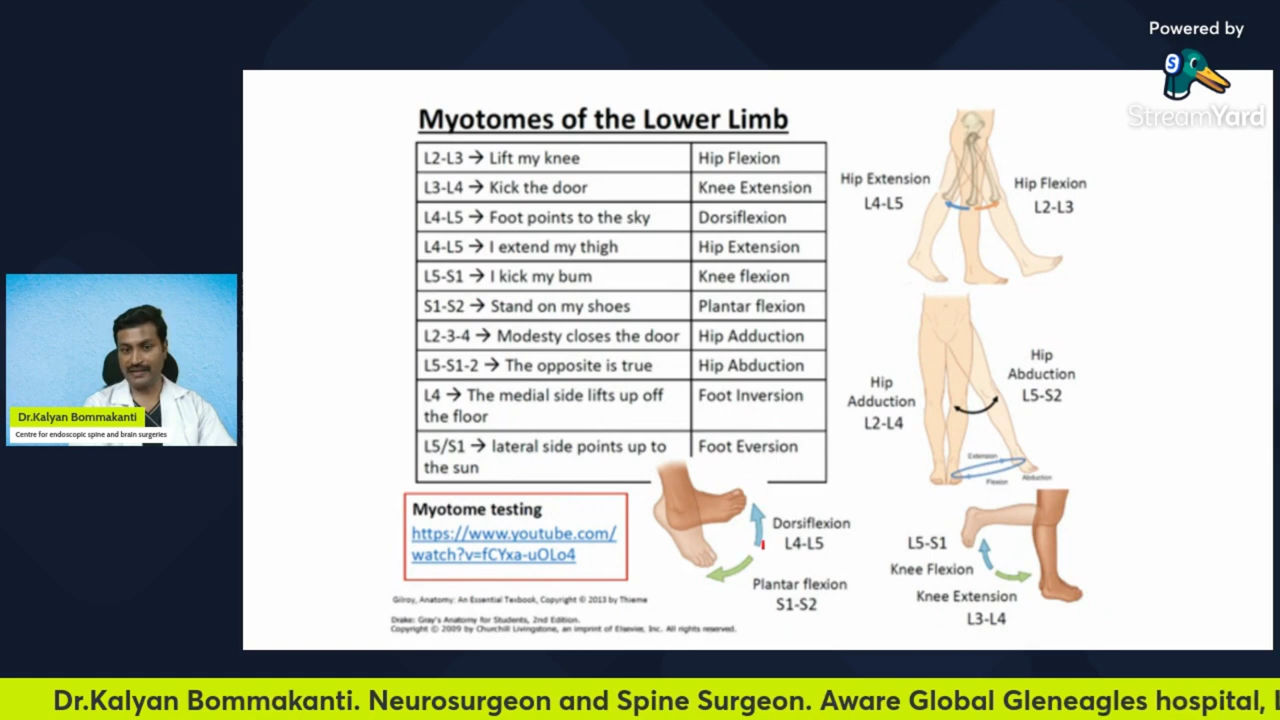 Powered by
S
StreamYard
Myotomes of the Lower Limb
L2-L3 → Lift my knee Hip Flexion
L3-L4 → Kick the door Knee Extension
L4-L5 → Foot points to the sky Dorsiflexion
L4-L5 → I extend my thigh Hip Extension
L5-S1 → I kick my bum Knee flexion
S1-S2 → Stand on my shoes Plantar flexion
L2-3-4 → Modesty closes the door Hip Adduction
L5-S1-2 → The opposite is true Hip Abduction
L4 → The medial side lifts up off Foot Inversion
the floor
L5/S1 → lateral side points up to Foot Eversion
the sun
Hip Extension
L4-L5
Hip Flexion
L2-L3
Hip
Adduction
L2-L4
Hip
Abduction
L5-S2
Extension
Flexion
Abduction
Myotome testing
https://www.youtube.com/
watch?v=fCYxa-uOLo4
Dorsiflexion
L4-L5
Plantar flexion
S1-S2
L5-S1
Knee Flexion
Knee Extension
L3-L4
Gilroy, Anatomy: An Essential Texbook, Copyright © 2013 by Thieme
Drake: Gray's Anatomy for Students, 2nd Edition.
Copyright © 2009 by Churchill Livingstone, an imprint of Elsevier, Inc. All rights reserved.
Dr.Kalyan Bommakanti
Centre for endoscopic spine and brain surgeries
Dr.Kalyan Bommakanti. Neurosurgeon and Spine Surgeon. Aware Global Gleneagles hospital,